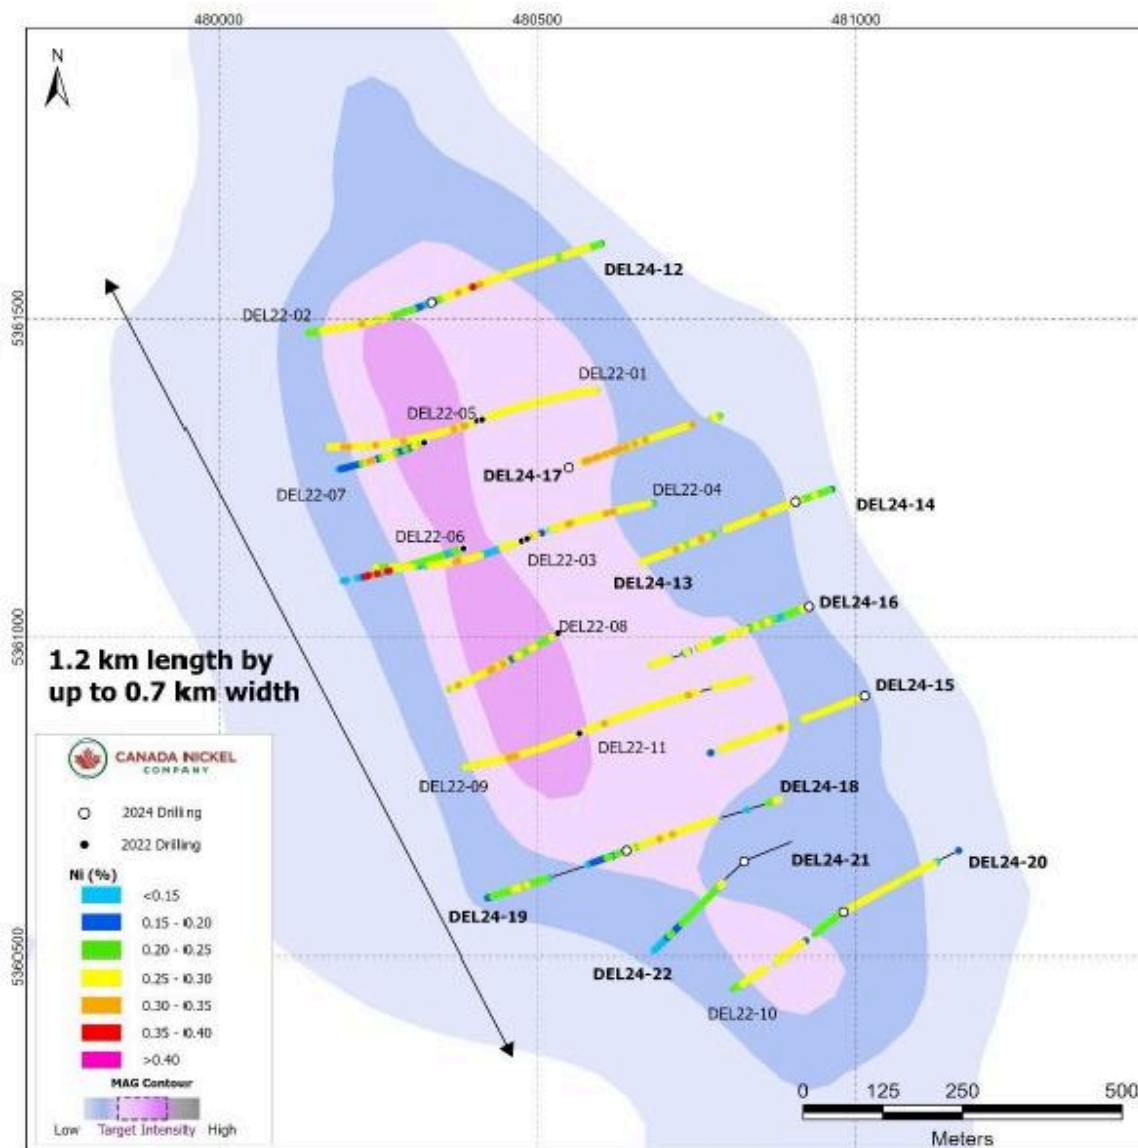 480000
480500
481000
N
DEL24-12
DEL22-02
5361500
DEL22-01
DEL22-05
DEL24-17
DEL22-07
DEL22-04
DEL24-14
DEL22-06
DEL22-03
DEL24-13
DEL24-16
DEL22-08
5361000
1.2 km length by
up to 0.7 km width
DEL24-15
DEL22-11
DEL22-09
DEL24-18
DEL24-21
DEL24-20
DEL24-19
5360500
DEL24-22
DEL22-10
CANADA NICKEL
COMPANY
2024 Drilling
2022 Drilling
Ni (%)
<0.15
0.15 - 0.20
0.20 - 0.25
0.25 - 0.30
0.30 - 0.35
0.35 - 0.40
>0.40
MAG Contour
Low Target Intensity High
0 125 250 500
Meters